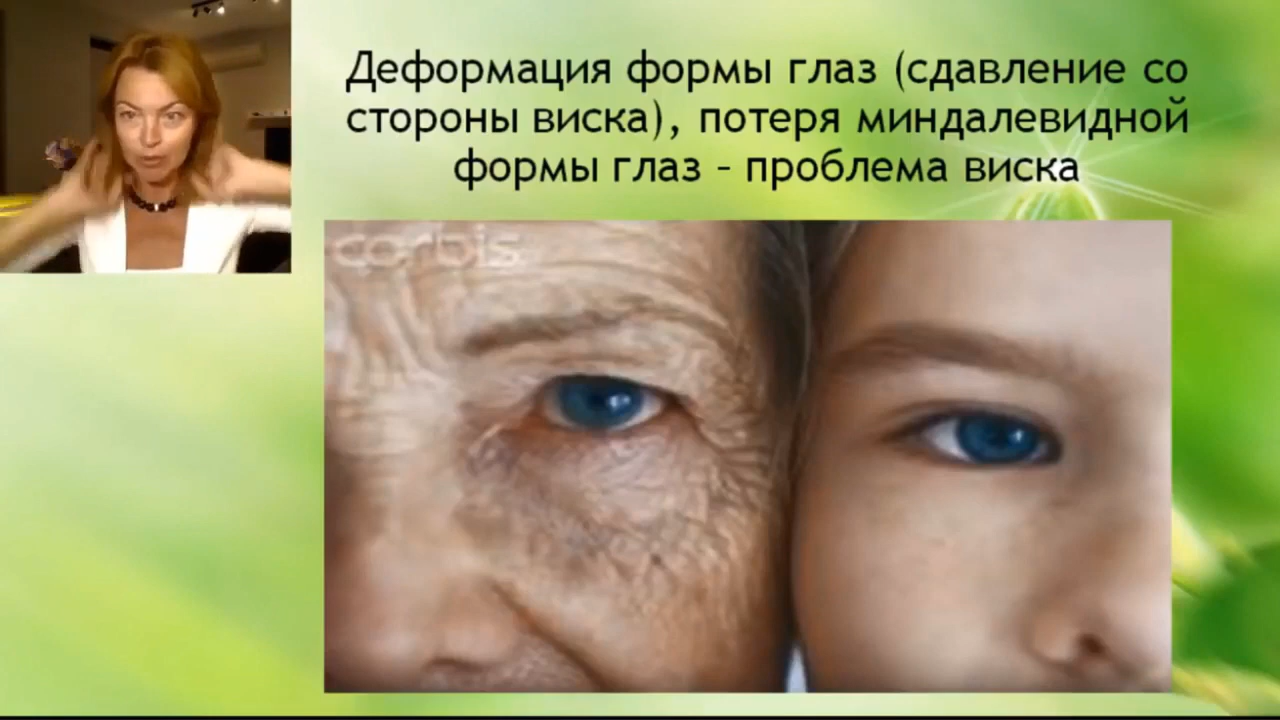 Деформация формы глаз (сдавление со
стороны виска), потеря миндалевидной
формы глаз - проблема виска
corbis